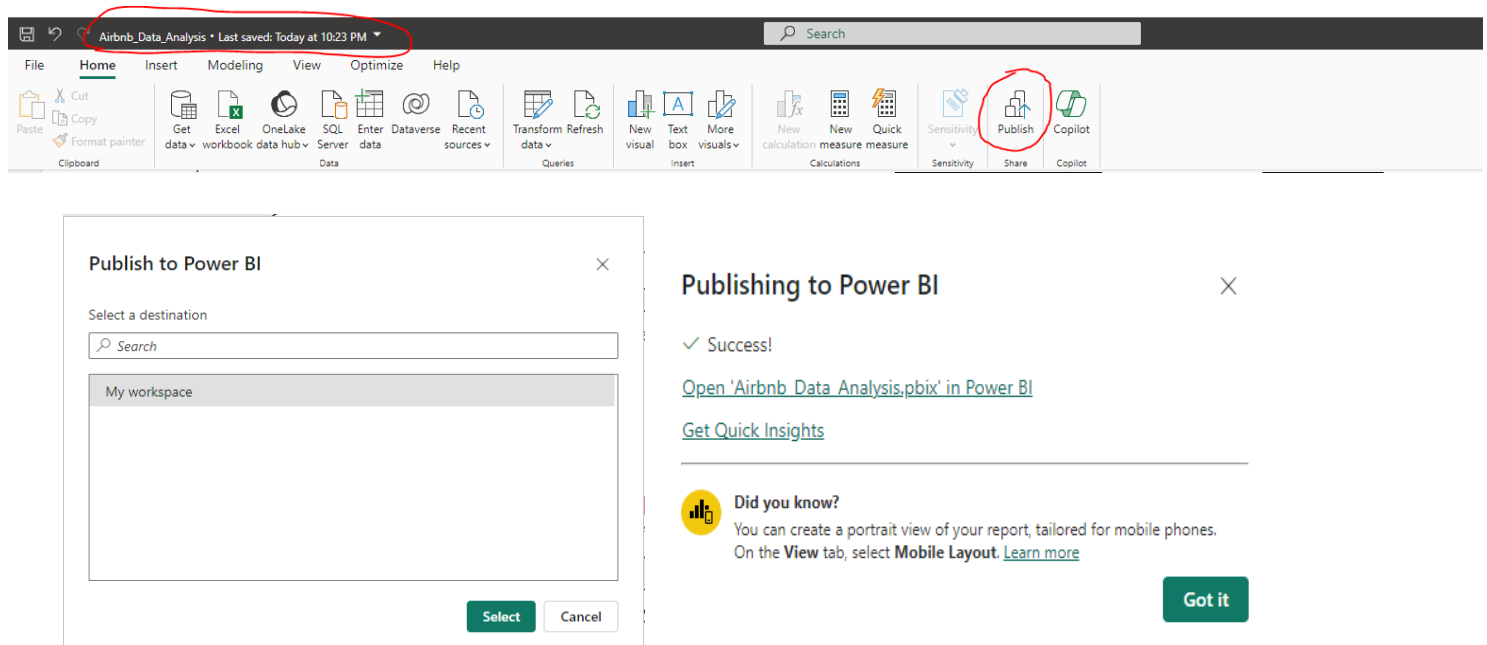 Airbnb_Data_Analysis • Last saved: Today at 10:23 PM
Search
File Home Insert Modeling View Optimize Help
Paste
Cut
Copy
Format painter
Clipboard
Get data
Excel workbook
OneLake data hub
SQL Server
Enter data
Dataverse
Recent sources
Data
Transform data
Refresh
Queries
New visual
Text box
More visuals
Insert
New calculation
New measure
Quick measure
Calculations
Sensitivity
Sensitivity
Publish
Share
Copilot
Copilot
Publish to Power BI
Select a destination
Search
My workspace
Select
Cancel
Publishing to Power BI
Success!
Open 'Airbnb_Data_Analysis.pbix' in Power BI
Get Quick Insights
Did you know?
You can create a portrait view of your report, tailored for mobile phones.
On the View tab, select Mobile Layout. Learn more
Got it